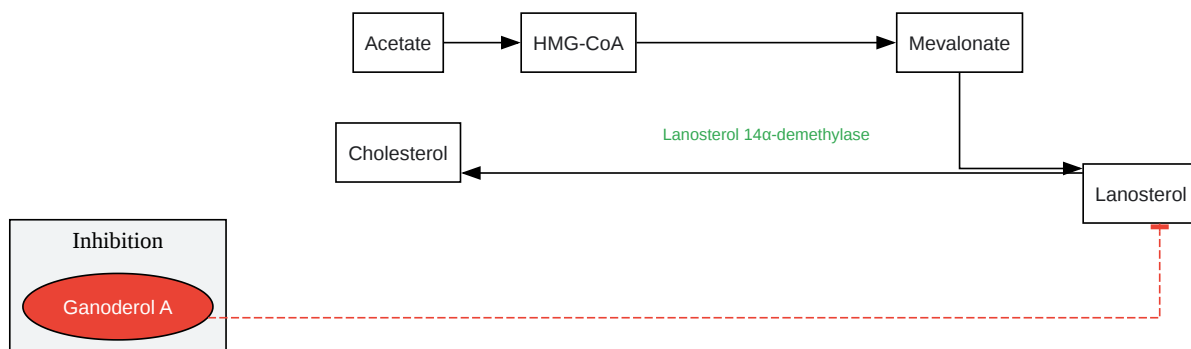 Acetate
HMG-CoA
Mevalonate
Lanosterol 14α-demethylase
Cholesterol
Lanosterol
Inhibition
Ganoderol A